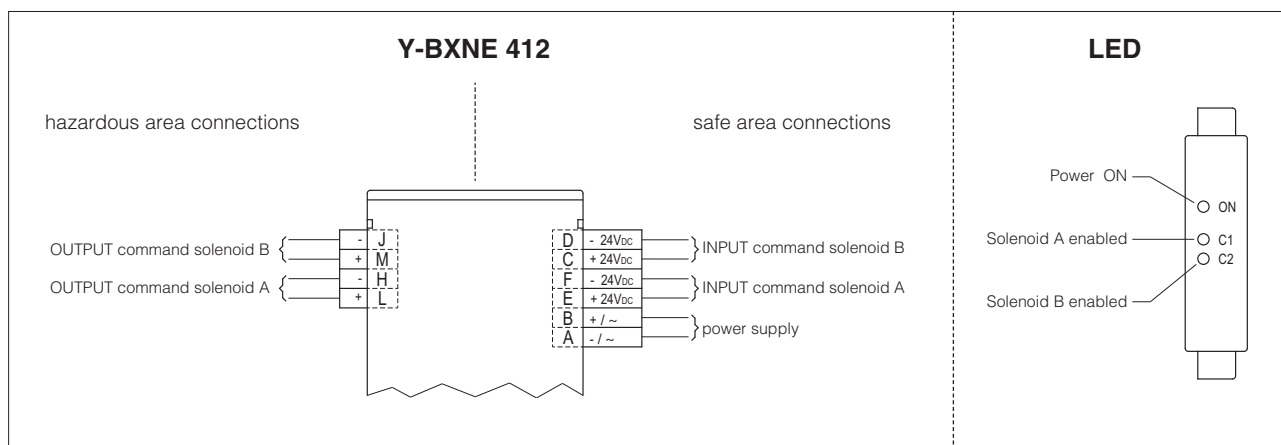 Y-BXNE 412
hazardous area connections
safe area connections
OUTPUT command solenoid B
- J
+ M
OUTPUT command solenoid A
- H
+ L
D - 24VDC
C + 24VDC
INPUT command solenoid B
F - 24VDC
E + 24VDC
INPUT command solenoid A
B + / ~
A - / ~
power supply
LED
Power ON
ON
Solenoid A enabled
C1
C2
Solenoid B enabled